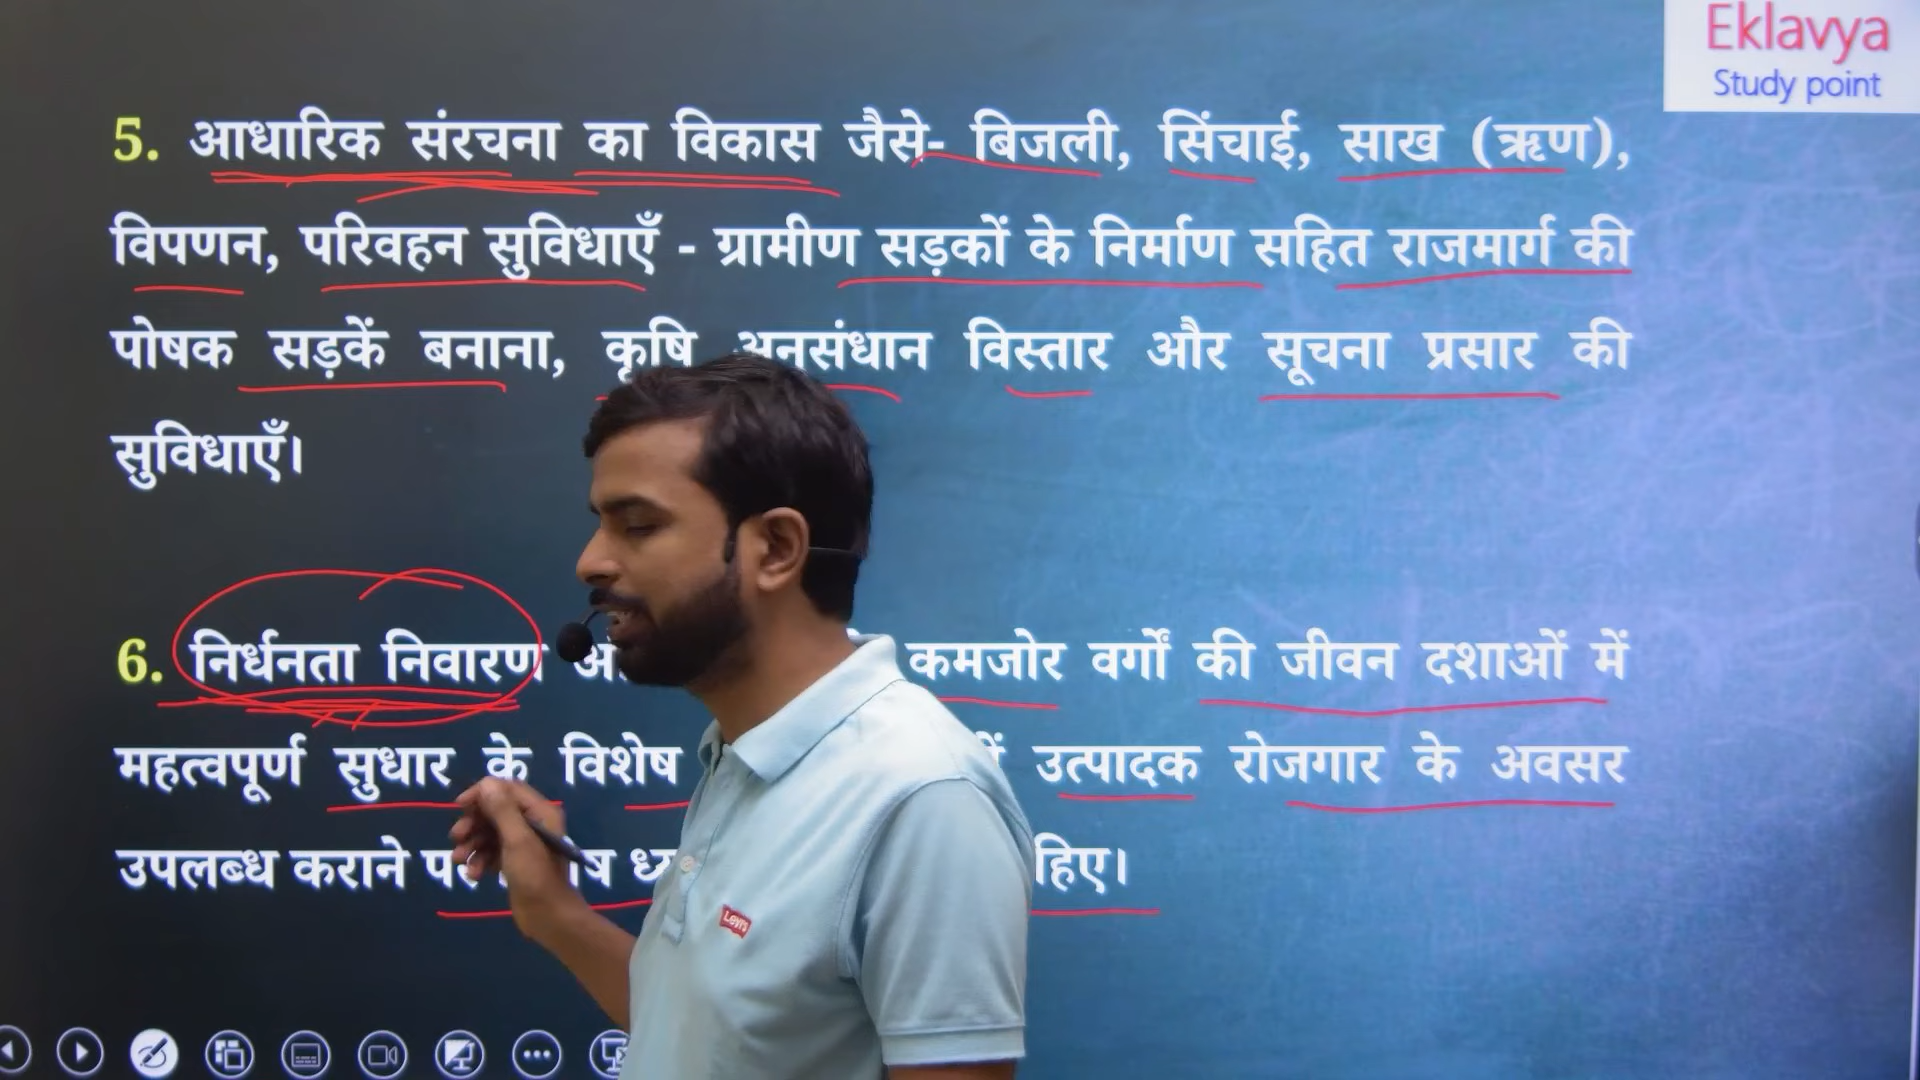 Eklavya
Study point
5. आधारिक संरचना का विकास जैसे- बिजली, सिंचाई, साख (ऋण),
विपणन, परिवहन सुविधाएँ - ग्रामीण सड़कों के निर्माण सहित राजमार्ग की
पोषक सड़कें बनाना, कृषि अनुसंधान विस्तार और सूचना प्रसार की
सुविधाएँ।
6. निर्धनता निवारण कमजोर वर्गों की जीवन दशाओं में
महत्वपूर्ण सुधार के विशेष उत्पादक रोजगार के अवसर
उपलब्ध कराने
Levi's